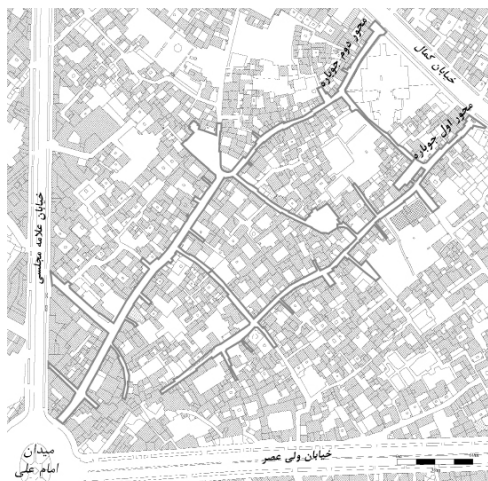 محور دوم جوباره
خیابان کمال
محور اول جوباره
خیابان علامه مجلسی
خیابان ولی عصر
میدان
امام علی